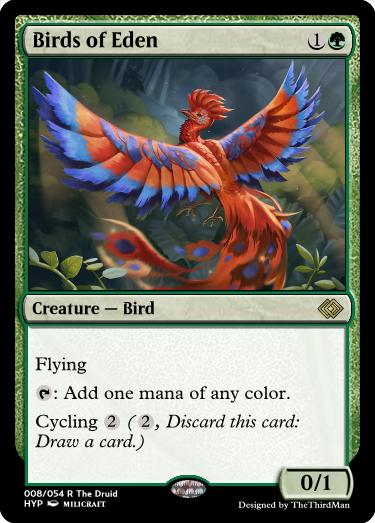 Birds of Eden 1
Creature — Bird
Flying
: Add one mana of any color.
Cycling 2 ( 2, Discard this card:
Draw a card.)
0/1
008/054 R The Druid
HYP MILICRAFT
Designed by TheThirdMan